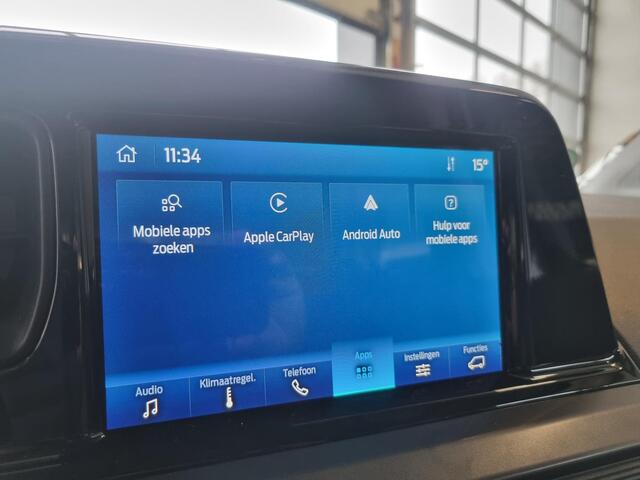 11:34
15°
Mobiele apps
zoeken
Apple CarPlay
Android Auto
Hulp voor
mobiele apps
Audio
Klimaatregel.
Telefoon
Apps
Instellingen
Functies